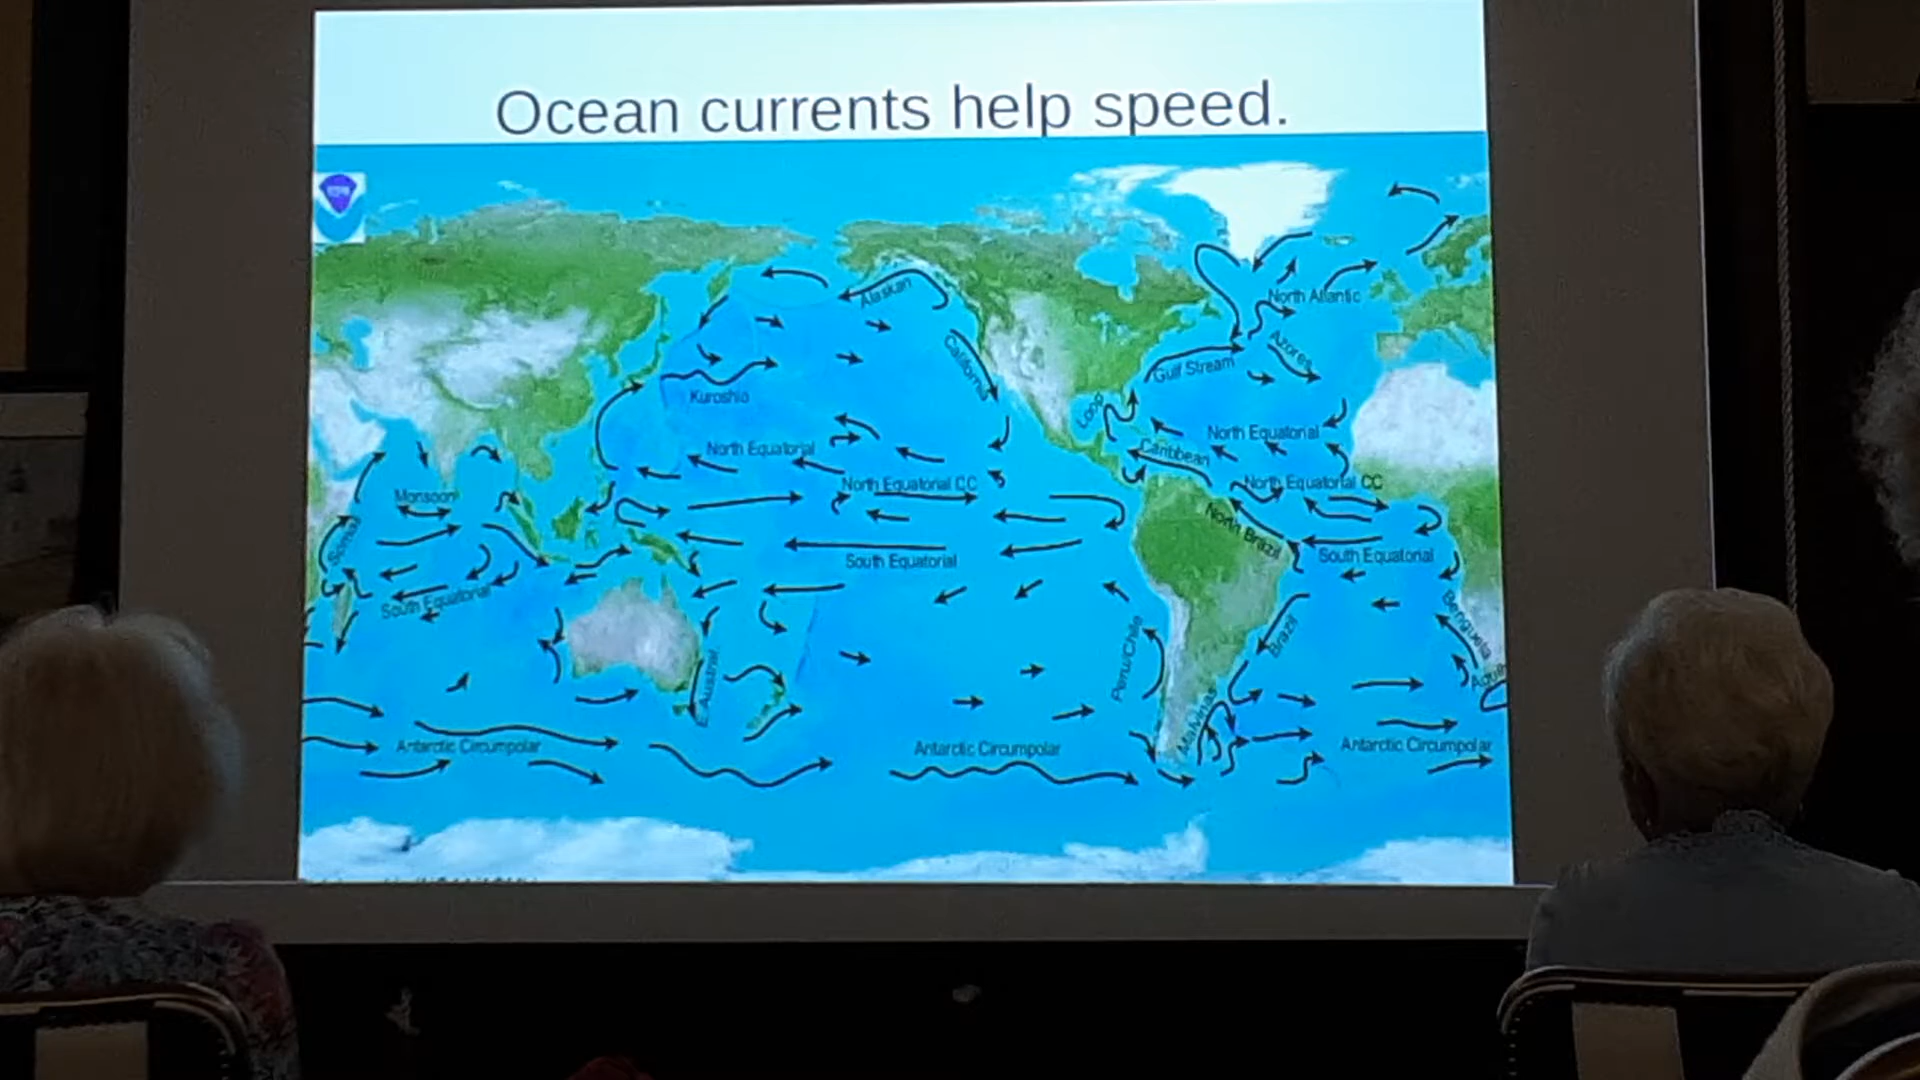 Ocean currents help speed.
Alaskan
North Atlantic
California
Gulf Stream
Azores
Kuroshio
Loop
North Equatorial
North Equatorial
Caribbean
North Equatorial CC
North Equatorial CC
Monsoon
North Brazil
Somali
South Equatorial
South Equatorial
South Equatorial
Benguela
Brazil
Peru/Chile
E. Austral
Malvinas
Antarctic Circumpolar
Antarctic Circumpolar
Antarctic Circumpolar